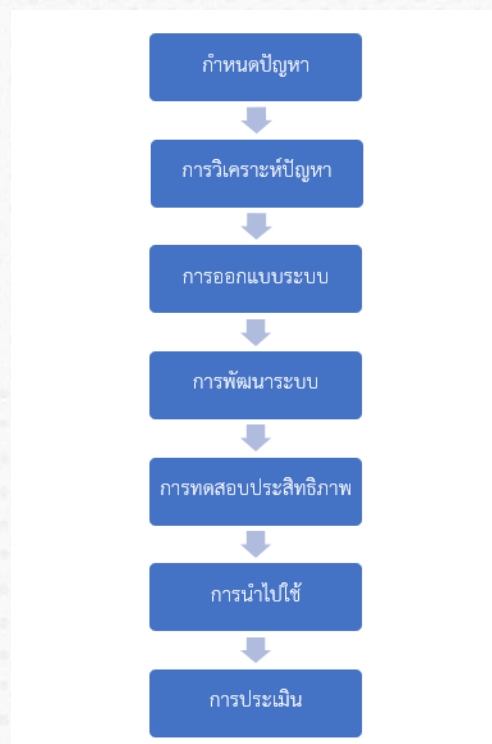 กำหนดปัญหา
การวิเคราะห์ปัญหา
การออกแบบระบบ
การพัฒนาระบบ
การทดสอบประสิทธิภาพ
การนำไปใช้
การประเมิน